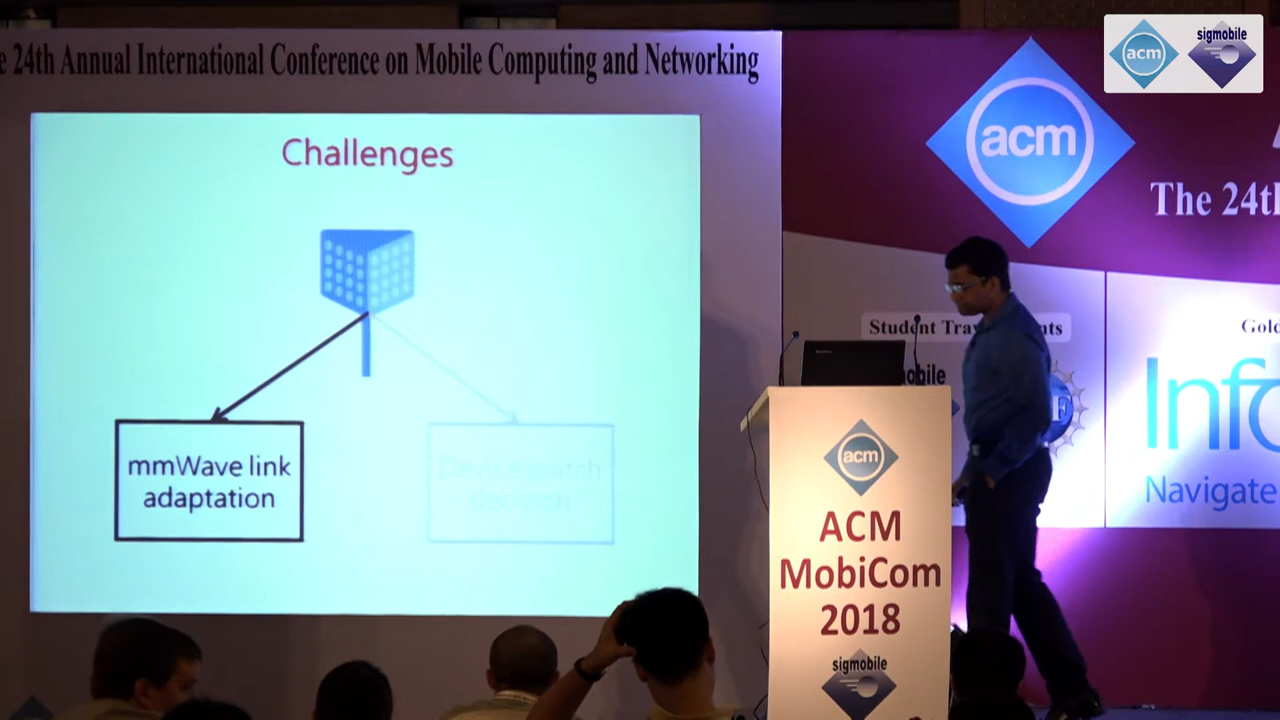 e 24th Annual International Conference on Mobile Computing and Networking
acm
sigmobile
acm
The 24th
Challenges
mmWave link
adaptation
Student Tra
nts
Gold
obile
F
Info
Navigate
acm
ACM
MobiCom
2018
sigmobile